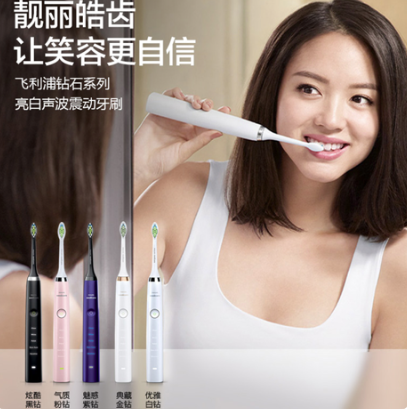 靓丽皓齿
让笑容更自信
飞利浦钻石系列
亮白声波震动牙刷
炫酷 气质 魅惑 典藏 优雅
黑钻 粉钻 紫钻 金钻 白钻